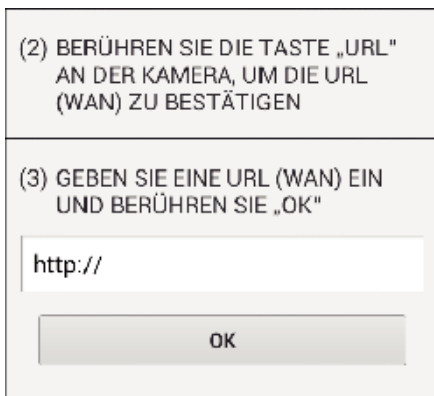 (2) BERÜHREN SIE DIE TASTE „URL"
AN DER KAMERA, UM DIE URL
(WAN) ZU BESTÄTIGEN
(3) GEBEN SIE EINE URL (WAN) EIN
UND BERÜHREN SIE „OK"
http://
OK